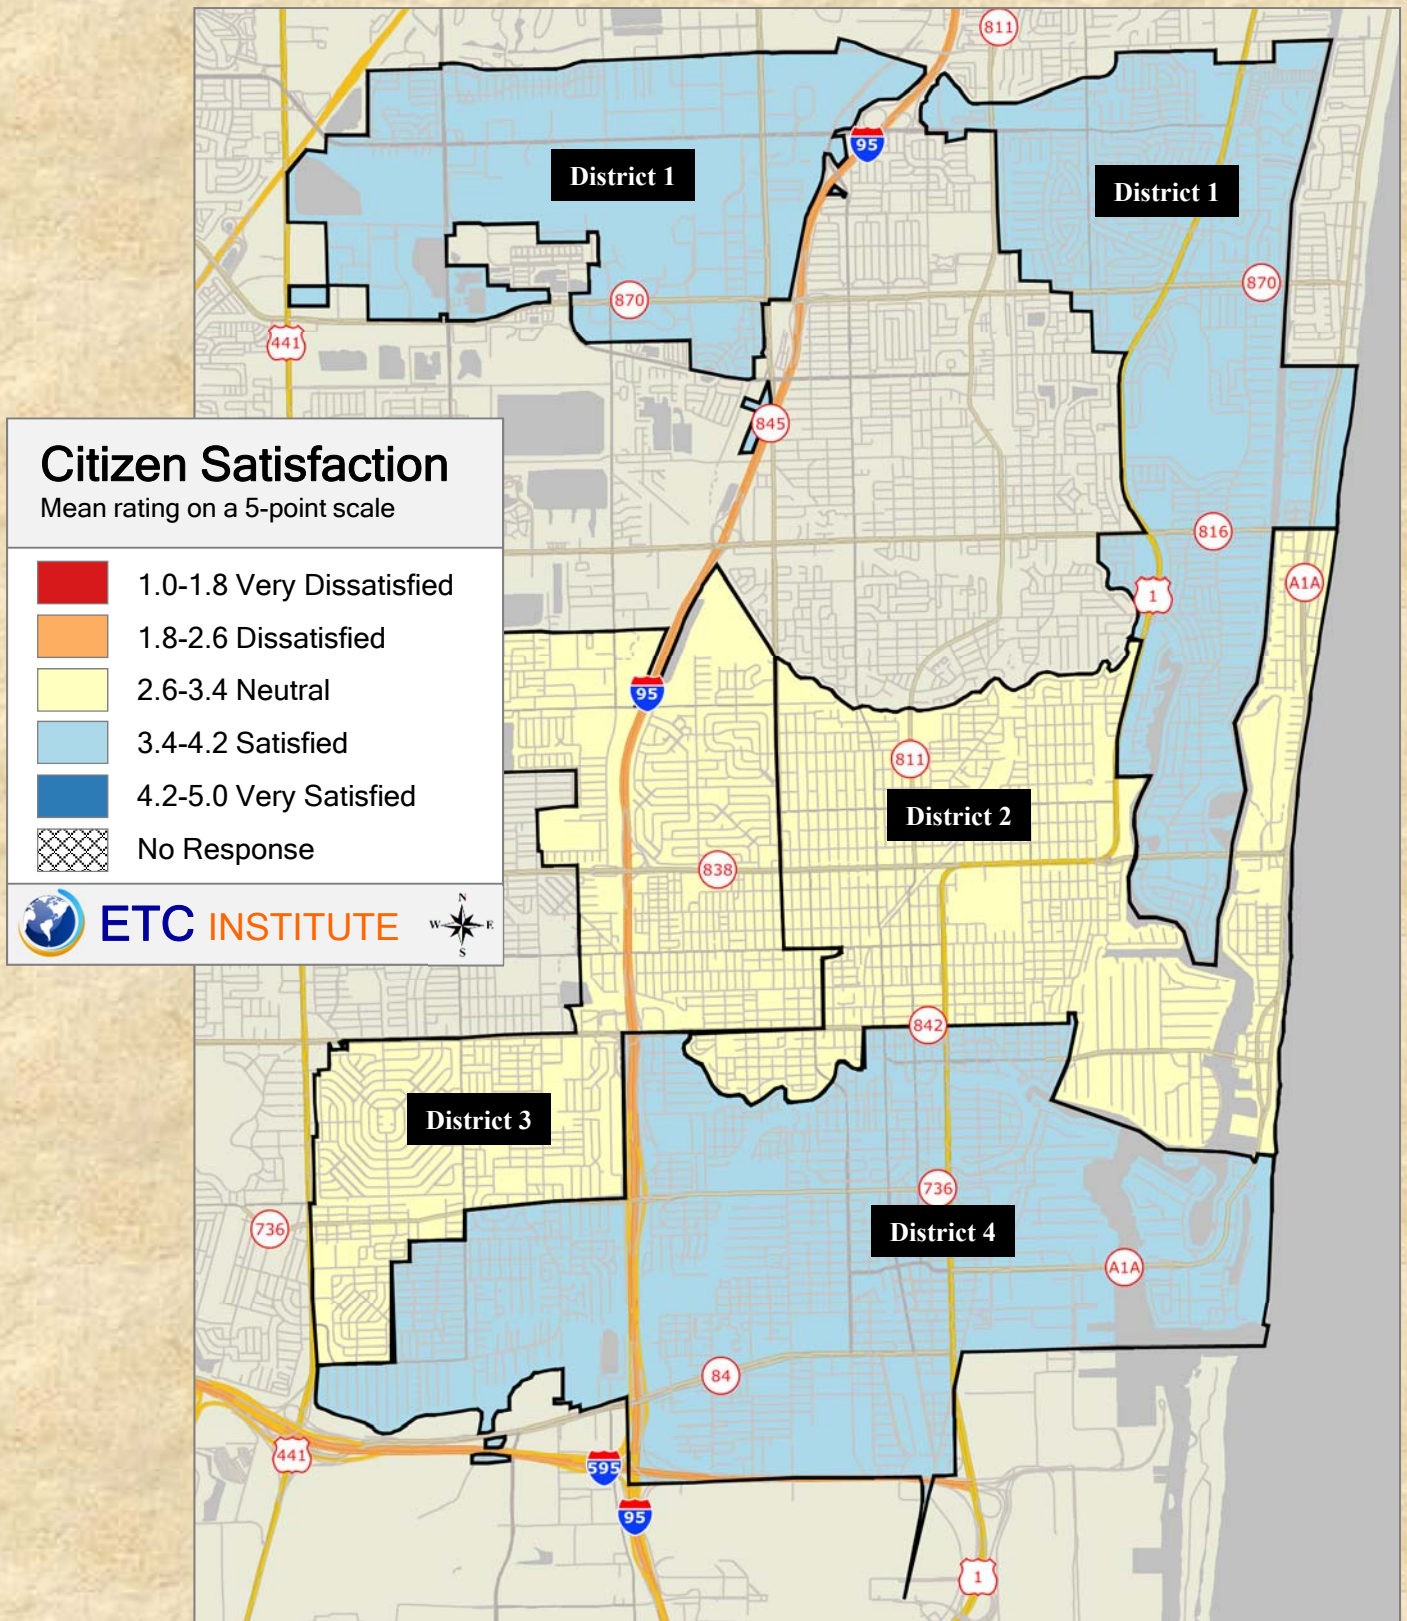 811
95
District 1
District 1
870
870
441
845
Citizen Satisfaction
Mean rating on a 5-point scale
816
1.0-1.8 Very Dissatisfied
A1A
1
1.8-2.6 Dissatisfied
2.6-3.4 Neutral
95
3.4-4.2 Satisfied
811
4.2-5.0 Very Satisfied
District 2
No Response
838
N
W E
S
ETC INSTITUTE
842
District 3
736
736
District 4
A1A
84
441
595
95
1